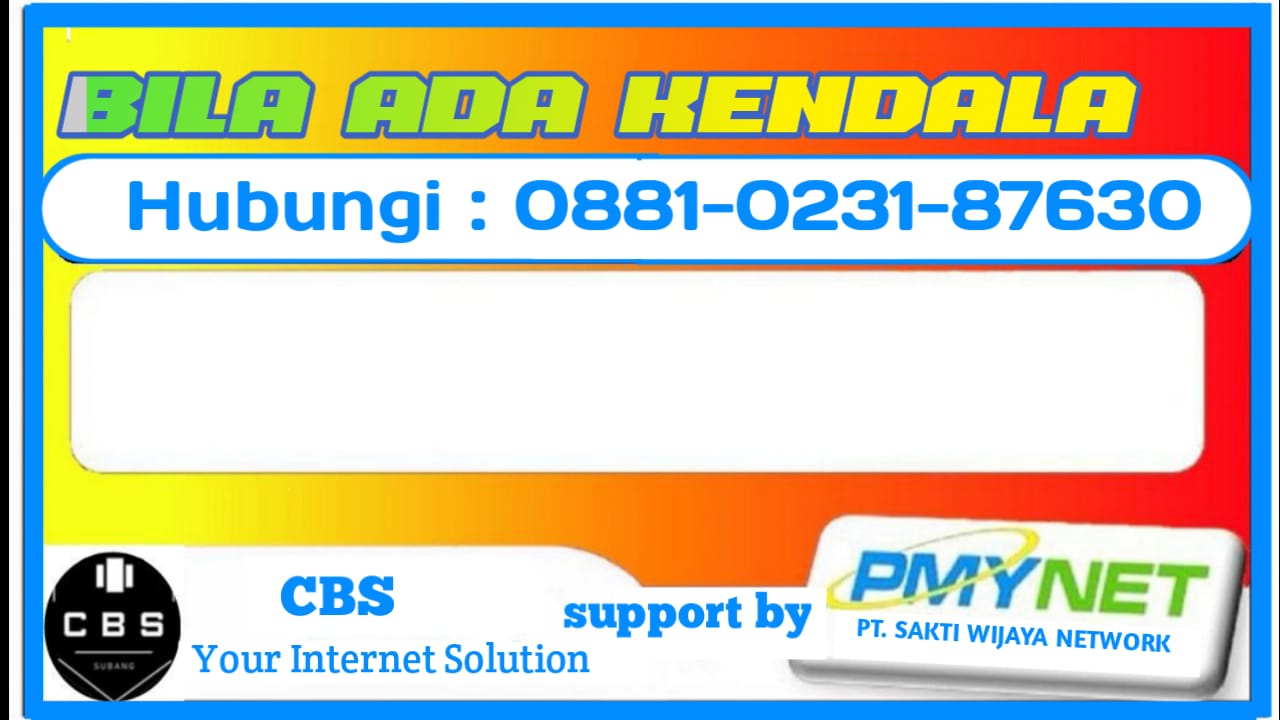 BILA ADA KENDALA
Hubungi : 0881-0231-87630
CBS
SUBANG
CBS
Your Internet Solution
support by
PMYNET
PT. SAKTI WIJAYA NETWORK